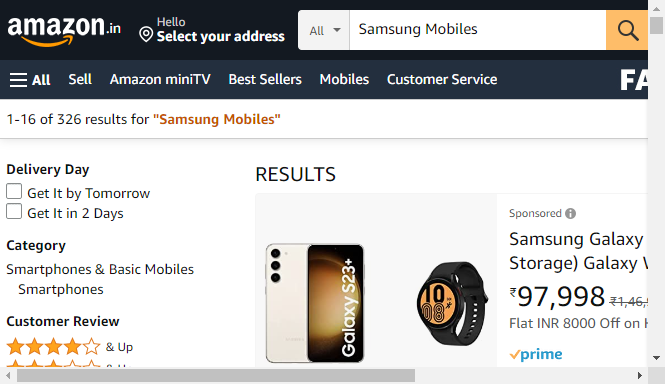 amazon.in
Hello
Select your address
All
Samsung Mobiles
All Sell Amazon miniTV Best Sellers Mobiles Customer Service
FA
1-16 of 326 results for "Samsung Mobiles"
Delivery Day
Get It by Tomorrow
Get It in 2 Days
Category
Smartphones & Basic Mobiles
Smartphones
Customer Review
& Up
RESULTS
Galaxy S23+
10
08
Sponsored
Samsung Galaxy
Storage) Galaxy
₹97,998 ₹1,46,
Flat INR 8000 Off on
prime